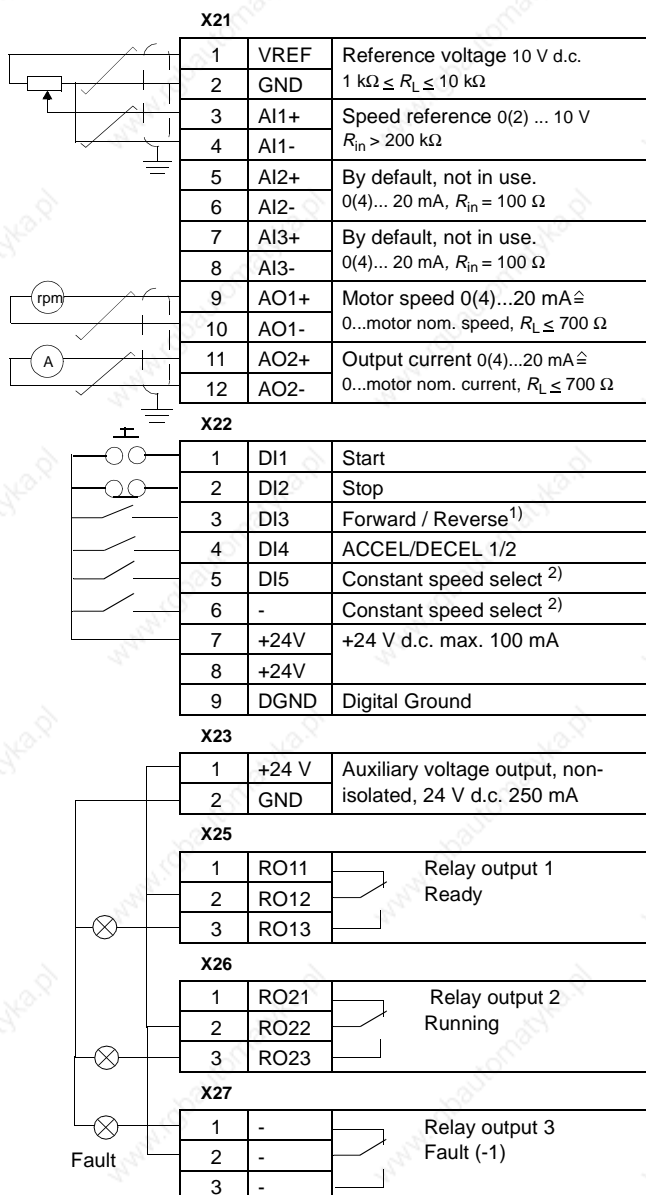 X21
1 VREF Reference voltage 10 V d.c.
2 GND 1 kΩ ≤ RL ≤ 10 kΩ
3 AI1+ Speed reference 0(2) ... 10 V
4 AI1- Rin > 200 kΩ
5 AI2+ By default, not in use.
6 AI2- 0(4)... 20 mA, Rin = 100 Ω
7 AI3+ By default, not in use.
8 AI3- 0(4)... 20 mA, Rin = 100 Ω
rpm 9 AO1+ Motor speed 0(4)...20 mA ≙
10 AO1- 0...motor nom. speed, RL ≤ 700 Ω
A 11 AO2+ Output current 0(4)...20 mA ≙
12 AO2- 0...motor nom. current, RL ≤ 700 Ω
X22
1 DI1 Start
2 DI2 Stop
3 DI3 Forward / Reverse1)
4 DI4 ACCEL/DECEL 1/2
5 DI5 Constant speed select 2)
6 - Constant speed select 2)
7 +24V +24 V d.c. max. 100 mA
8 +24V
9 DGND Digital Ground
X23
1 +24 V Auxiliary voltage output, non-
2 GND isolated, 24 V d.c. 250 mA
X25
1 RO11 Relay output 1
2 RO12 Ready
3 RO13
X26
1 RO21 Relay output 2
2 RO22 Running
3 RO23
X27
1 - Relay output 3
Fault 2 - Fault (-1)
3 -
www.rgbautomatyka.pl